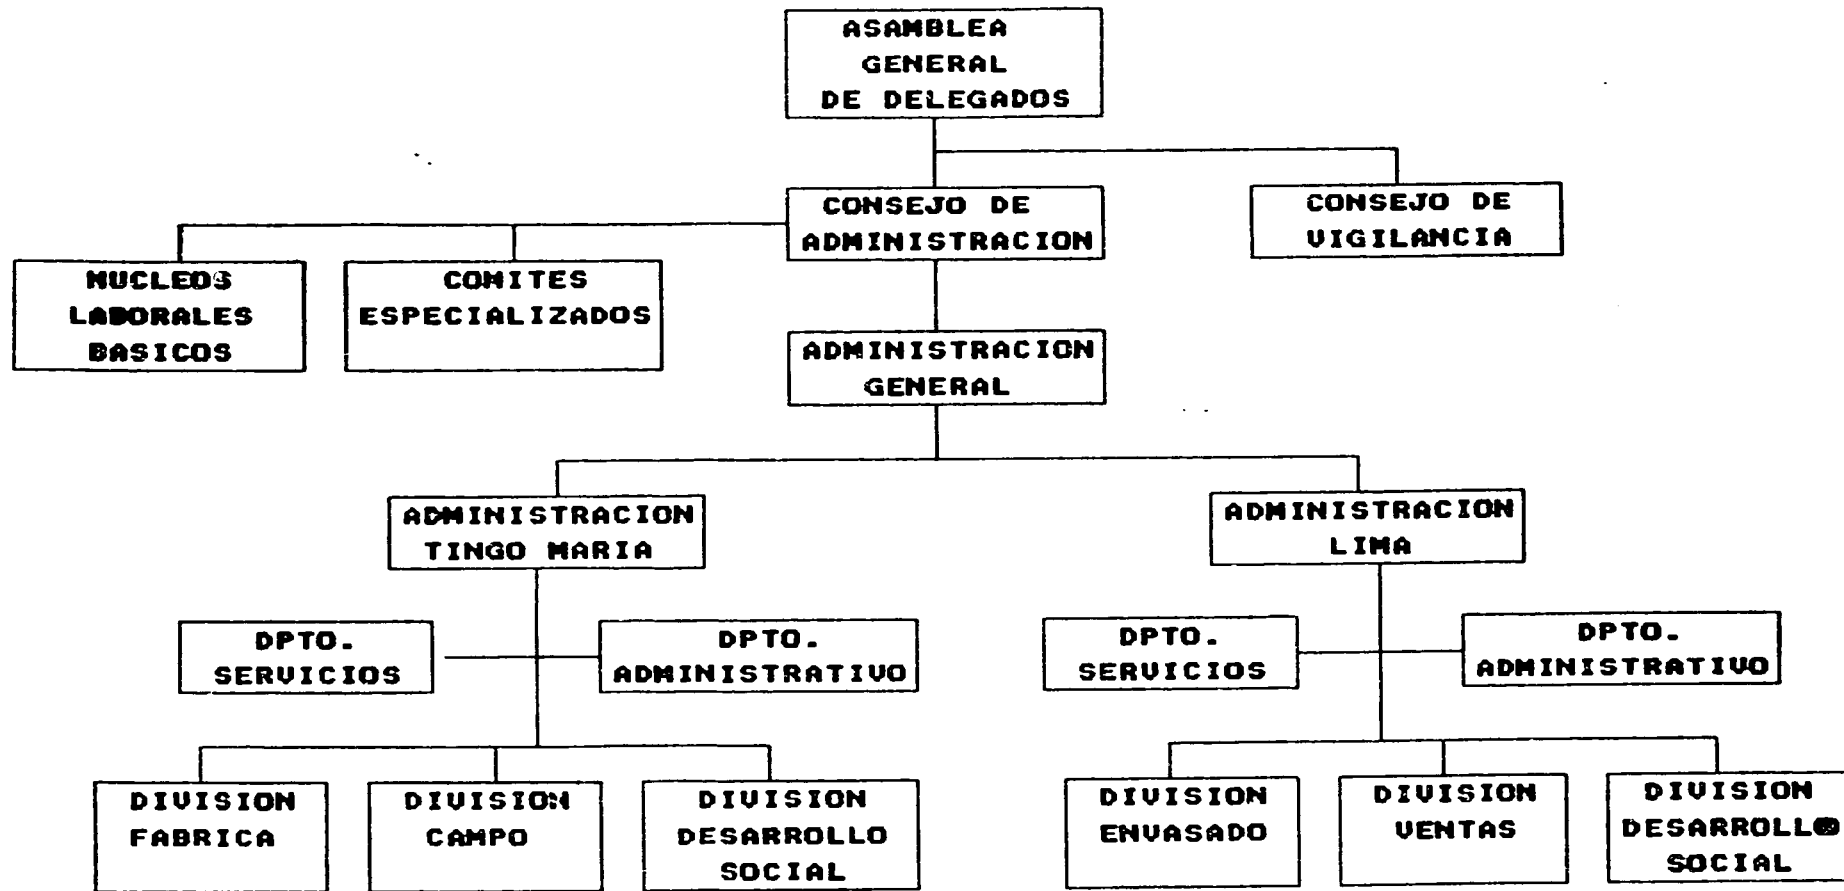 ASAMBLEA
GENERAL
DE DELEGADOS
CONSEJO DE
ADMINISTRACION
CONSEJO DE
VIGILANCIA
NUCLEOS
LABORALES
BASICOS
COMITES
ESPECIALIZADOS
ADMINISTRACION
GENERAL
ADMINISTRACION
TINGO MARIA
ADMINISTRACION
LIMA
DPTO.
SERVICIOS
DPTO.
ADMINISTRATIVO
DPTO.
SERVICIOS
DPTO.
ADMINISTRATIVO
DIVISION
FABRICA
DIVISION
CAMPO
DIVISION
DESARROLLO
SOCIAL
DIVISION
ENVASADO
DIVISION
VENTAS
DIVISION
DESARROLLO
SOCIAL